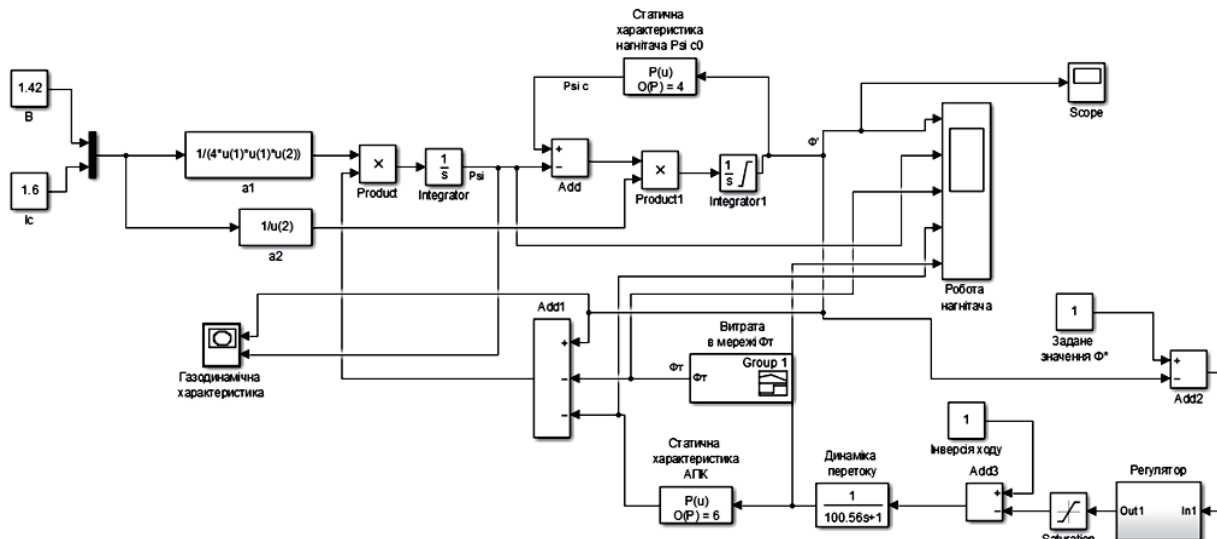 Статична
характеристика
нагнітача Psi c0
1.42
B
P(u)
O(P) = 4
Psi c
Scope
1/(4*u(1)*u(1)*u(2))
a1
×
Product
1
s
Integrator
Psi
+
−
Add
×
Product1
1
s
Integrator1
Φ'
1.6
Ic
1/u(2)
a2
Робота
нагнітача
Add1
+
−
−
Витрата
в мережі Фт
Group 1
Фт
Фт
1
Задане
значення Ф*
+
−
Add2
Газодинамічна
характеристика
1
Інверсія ходу
Статична
характеристика
АПК
P(u)
O(P) = 6
Динаміка
перетоку
1
100.56s+1
Add3
+
−
Saturation
Регулятор
Out1
In1